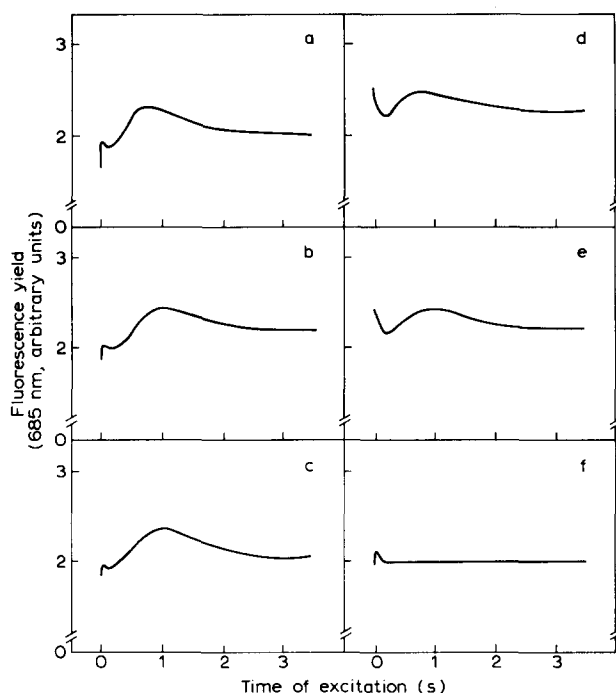 a
d
3
2
0
Fluorescence yield
(685 nm, arbitrary units)
b
e
3
2
0
c
f
3
2
0
0 1 2 3 0 1 2 3
Time of excitation (s)